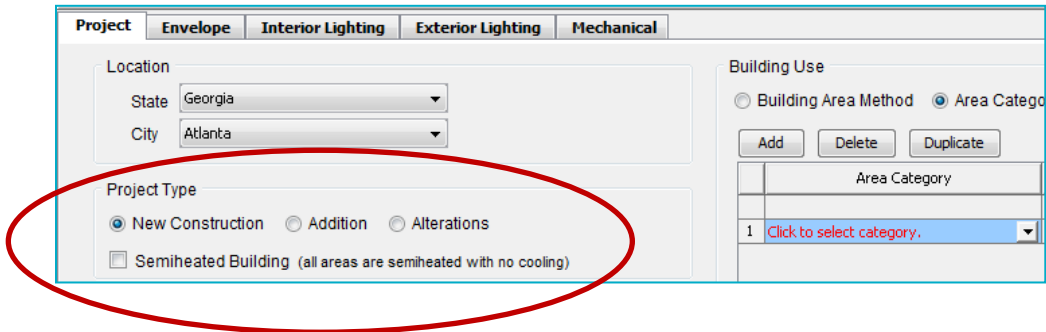 Project Envelope Interior Lighting Exterior Lighting Mechanical
Location
State Georgia
City Atlanta
Project Type
New Construction Addition Alterations
Semiheated Building (all areas are semiheated with no cooling)
Building Use
Building Area Method Area Catego
Add Delete Duplicate
Area Category
1 Click to select category.